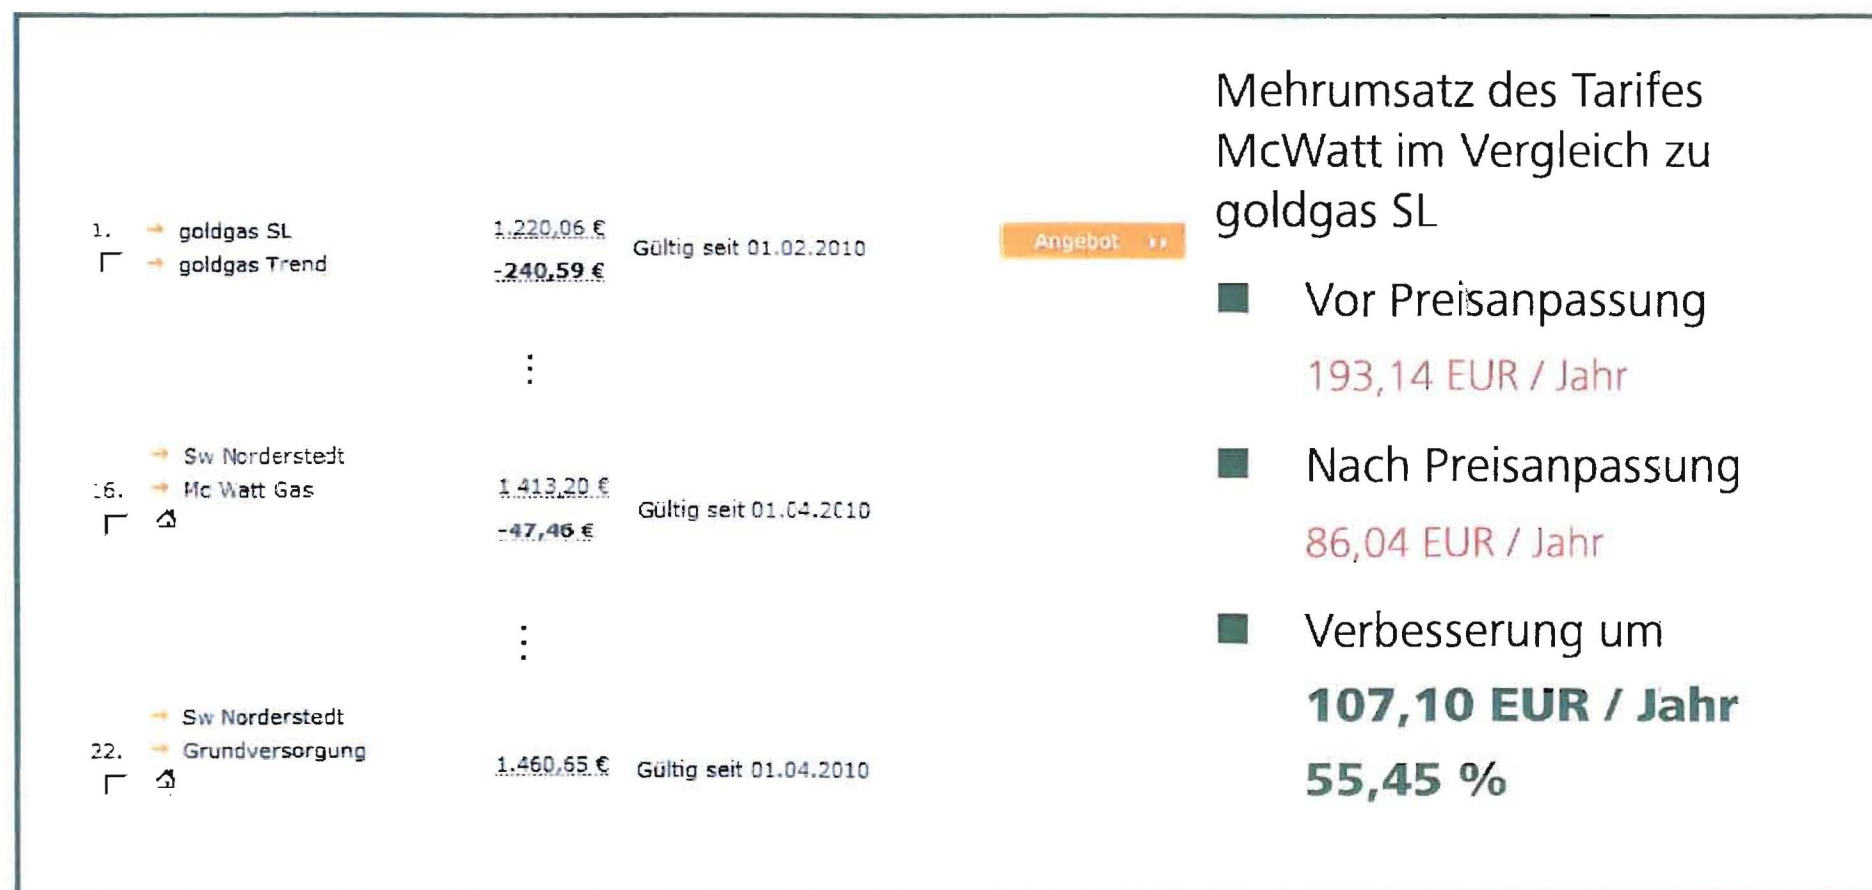 1. → goldgas SL 1.220,06 € Gültig seit 01.02.2010 Angebot
→ goldgas Trend -240,59 €
⋮
→ Sw Norderstedt
16. → Mc Watt Gas 1.413,20 € Gültig seit 01.04.2010
-47,46 €
⋮
→ Sw Norderstedt
22. → Grundversorgung 1.460,65 € Gültig seit 01.04.2010
Mehrumsatz des Tarifes
McWatt im Vergleich zu
goldgas SL
■ Vor Preisanpassung
193,14 EUR / Jahr
■ Nach Preisanpassung
86,04 EUR / Jahr
■ Verbesserung um
107,10 EUR / Jahr
55,45 %